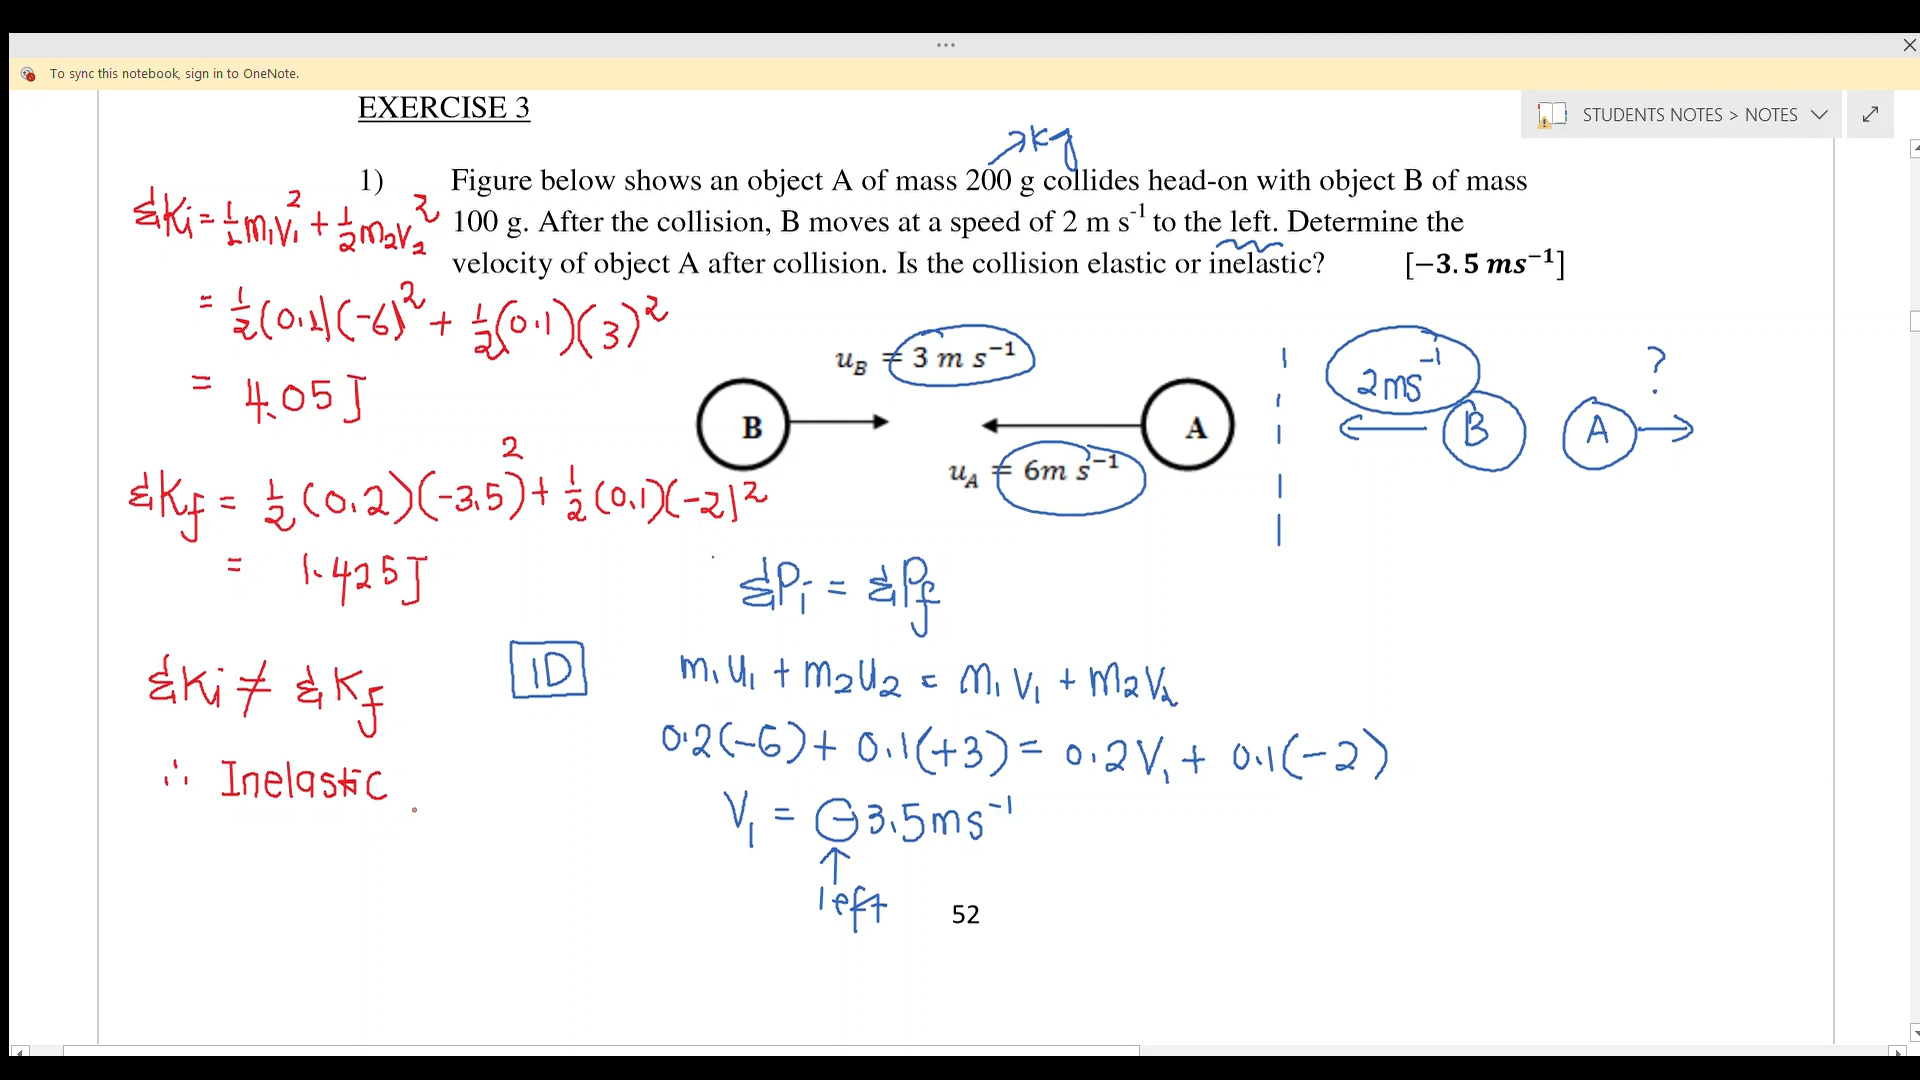 To sync this notebook, sign in to OneNote.
STUDENTS NOTES > NOTES
EXERCISE 3
→kg
1) Figure below shows an object A of mass 200 g collides head-on with object B of mass
100 g. After the collision, B moves at a speed of 2 m s⁻¹ to the left. Determine the
velocity of object A after collision. Is the collision elastic or inelastic? [−3.5 ms⁻¹]
ΣKi = ½m₁v₁² + ½m₂v₂²
= ½(0.2)(-6)² + ½(0.1)(3)²
= 4.05J
ΣKf = ½(0.2)(-3.5)² + ½(0.1)(-2)²
= 1.425J
ΣKi ≠ ΣKf
∴ Inelastic
u_B = 3 m s⁻¹
B
A
u_A = 6m s⁻¹
2ms⁻¹
?
B
A
ΣPi = ΣPf
1D
m₁u₁ + m₂u₂ = m₁v₁ + m₂v₂
0.2(-6) + 0.1(+3) = 0.2V₁ + 0.1(-2)
V₁ = -3.5ms⁻¹
↑
left
52